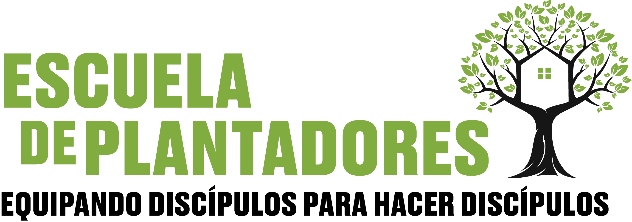 ESCUELA
DE PLANTADORES
EQUIPANDO DISCÍPULOS PARA HACER DISCÍPULOS